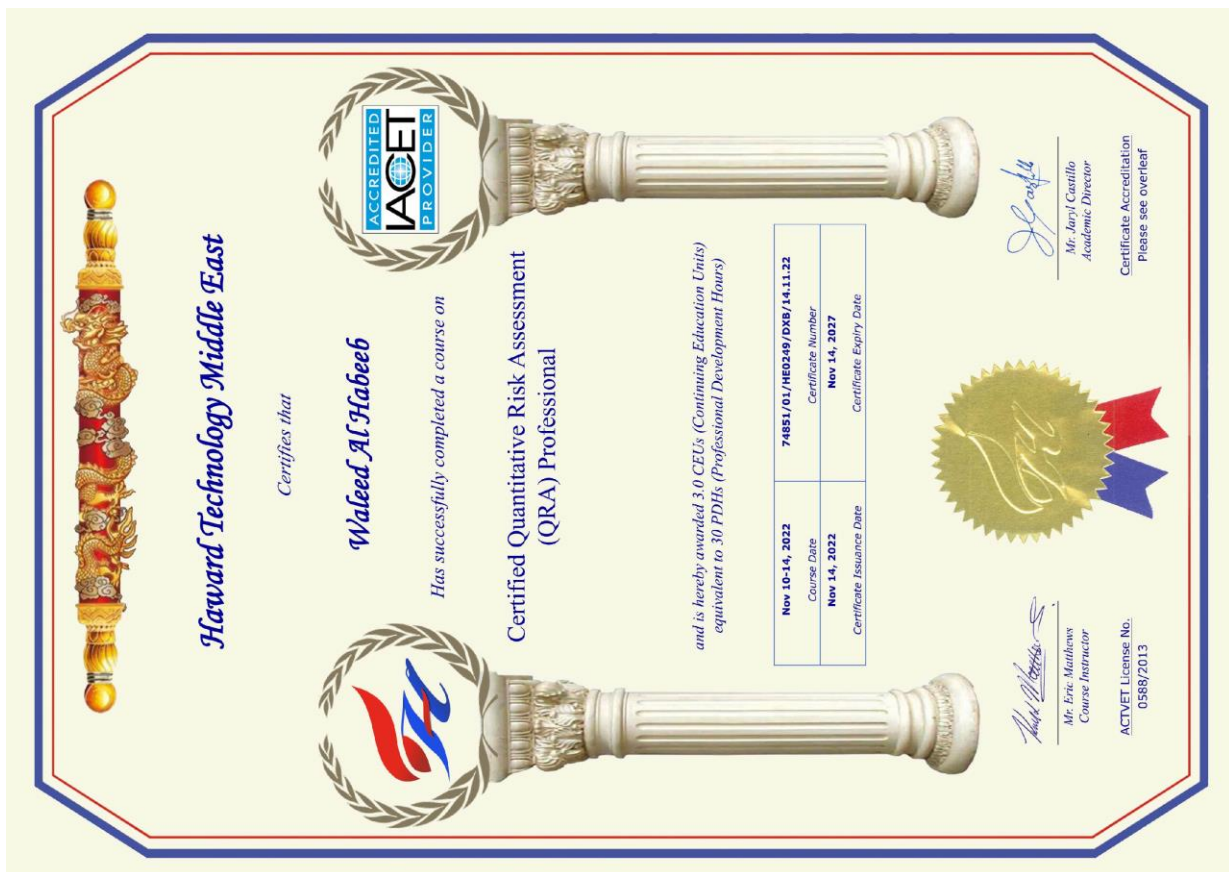 Haward Technology Middle East
Certifies that
ACCREDITED
IACET
PROVIDER
Waleed Al Habeeb
Has successfully completed a course on
Certified Quantitative Risk Assessment
(QRA) Professional
and is hereby awarded 3.0 CEUs (Continuing Education Units)
equivalent to 30 PDHs (Professional Development Hours)
Nov 10-14, 2022
74851/01/HE0249/DXB/14.11.22
Course Date
Certificate Number
Nov 14, 2022
Nov 14, 2027
Certificate Issuance Date
Certificate Expiry Date
Mr. Eric Matthews
Course Instructor
Mr. Jaryl Castillo
Academic Director
ACTVET License No.
0588/2013
Certificate Accreditation
Please see overleaf